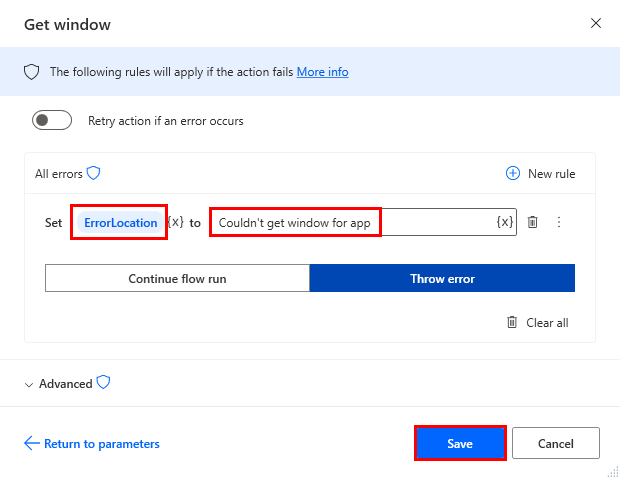 Get window
The following rules will apply if the action fails More info
Retry action if an error occurs
All errors
New rule
Set ErrorLocation {x} to Couldn't get window for app {x}
Continue flow run
Throw error
Clear all
Advanced
Return to parameters
Save
Cancel